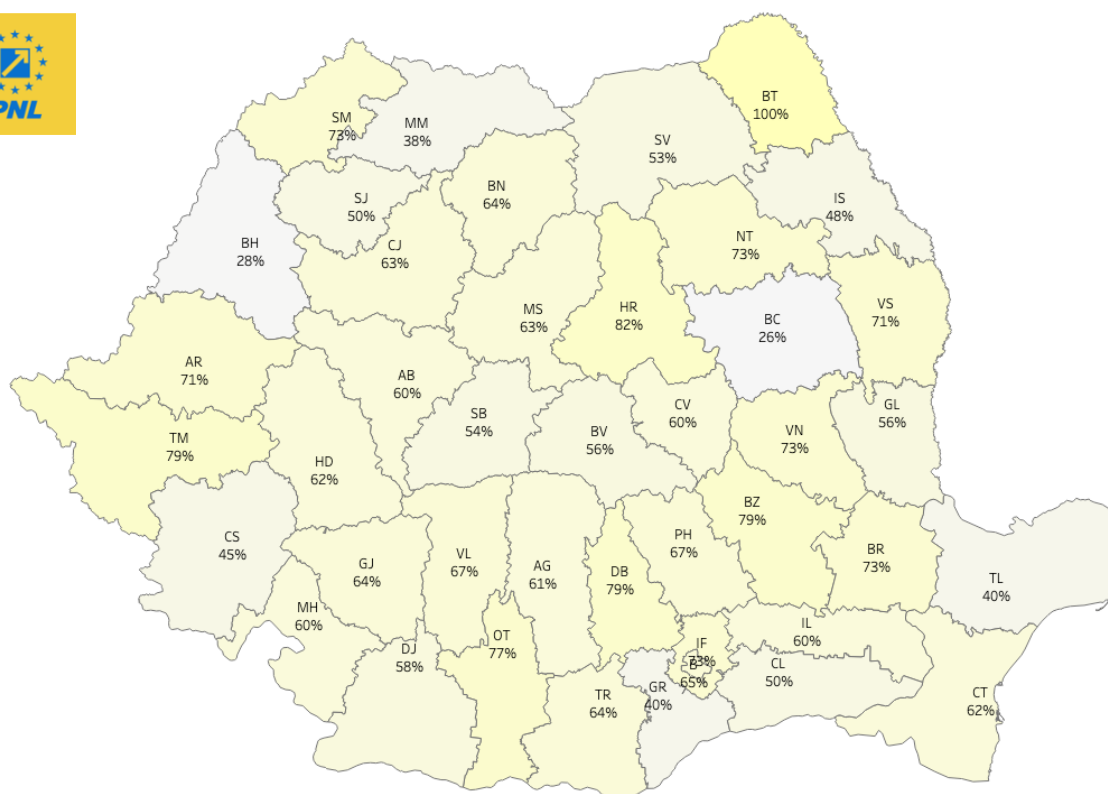 PNL
BT
100%
SM
73%
MM
38%
SV
53%
BN
64%
SJ
50%
IS
48%
BH
28%
CJ
63%
NT
73%
MS
63%
HR
82%
BC
26%
VS
71%
AR
71%
AB
60%
SB
54%
BV
56%
CV
60%
VN
73%
GL
56%
TM
79%
HD
62%
BZ
79%
CS
45%
GJ
64%
VL
67%
AG
61%
DB
79%
PH
67%
BR
73%
TL
40%
MH
60%
DJ
58%
OT
77%
IF
73%
B
65%
IL
60%
CL
50%
TR
64%
GR
40%
CT
62%